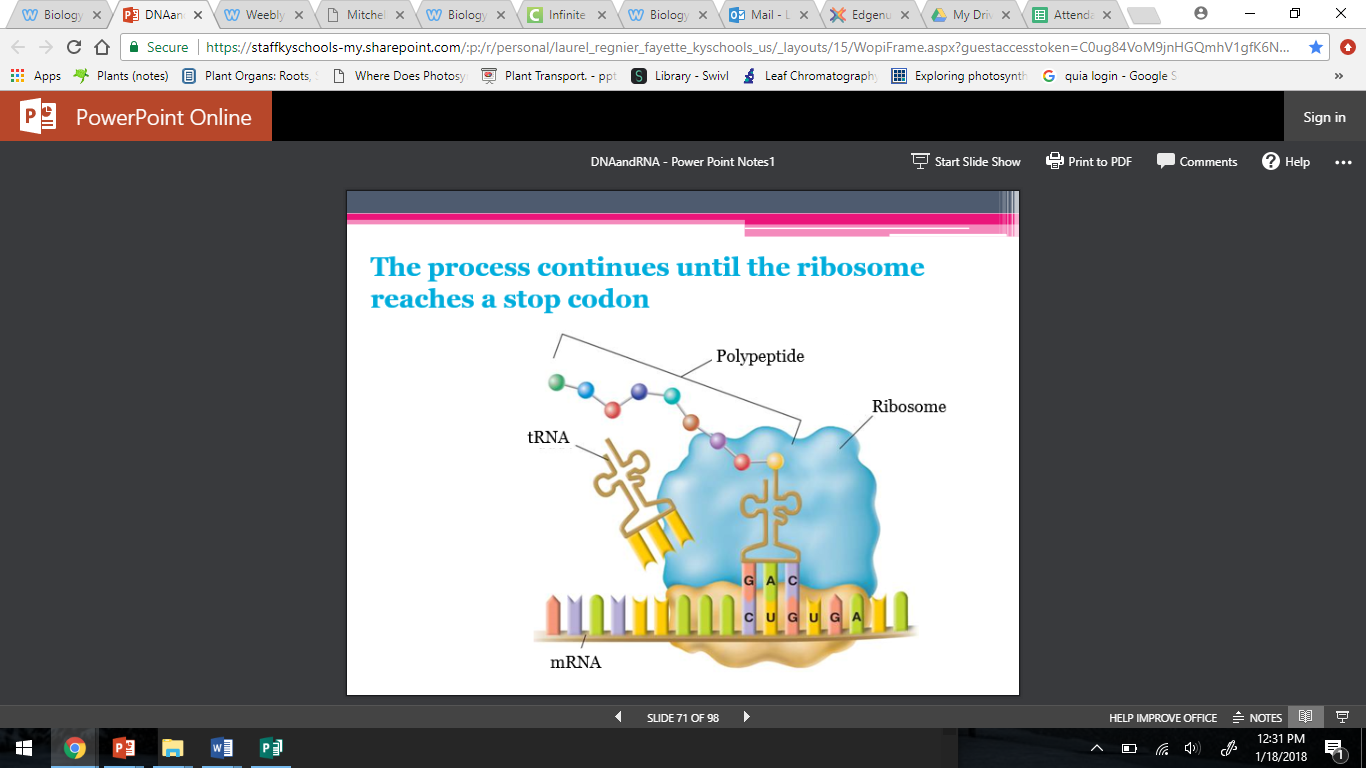 Biology
DNAan
Weekly
Mitchel
Biology
Infinite
Biology
Mail - L
Edgenu
My Driv
Attenda
Secure
https://staffkyschools-my.sharepoint.com/:p:/r/personal/laurel_regnier_fayette_kyschools_us/_layouts/15/WopiFrame.aspx?guestaccesstoken=C0ug84VoM9jnHGQmhV1gfK6N...
Apps
Plants (notes)
Plant Organs: Roots,
Where Does Photosy
Plant Transport. - ppt
Library - Swivl
Leaf Chromatography
Exploring photosynth
quia login - Google S
»
PowerPoint Online
Sign in
DNAandRNA - Power Point Notes1
Start Slide Show
Print to PDF
Comments
Help
The process continues until the ribosome
reaches a stop codon
Polypeptide
Ribosome
tRNA
G A C
C U G U G A
mRNA
SLIDE 71 OF 98
HELP IMPROVE OFFICE
NOTES
12:31 PM
1/18/2018
1